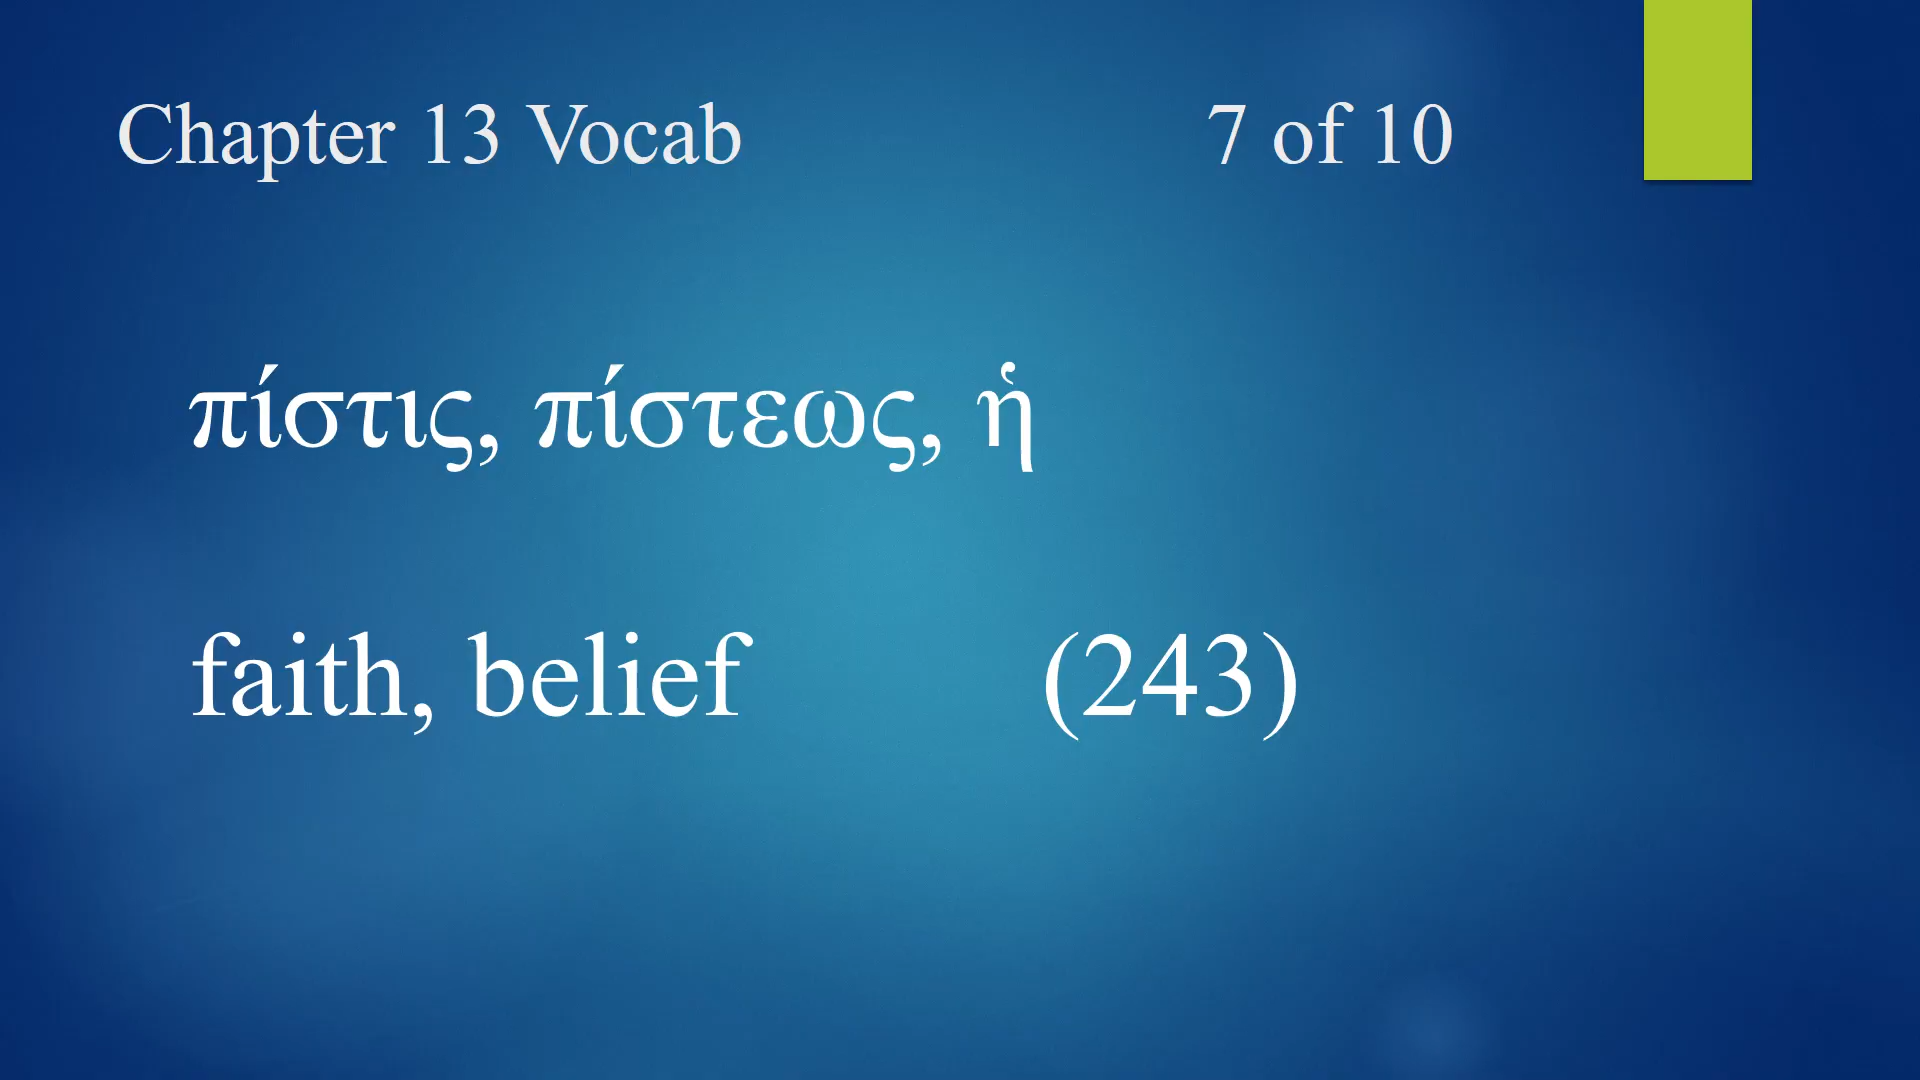 Chapter 13 Vocab 7 of 10
πίστις, πίστεως, ἡ
faith, belief (243)